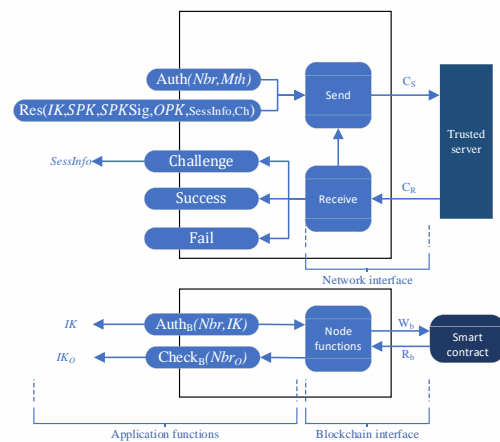 Auth(Nbr,Mth)
Send
C_S
Res(IK,SPK,SPKSig,OPK,SessInfo,Ch)
Trusted
server
SessInfo
Challenge
Success
Receive
C_R
Fail
Network interface
IK
Auth_B(Nbr,IK)
Node
functions
W_b
Smart
contract
IK_O
Check_B(Nbr_O)
R_b
Application functions
Blockchain interface